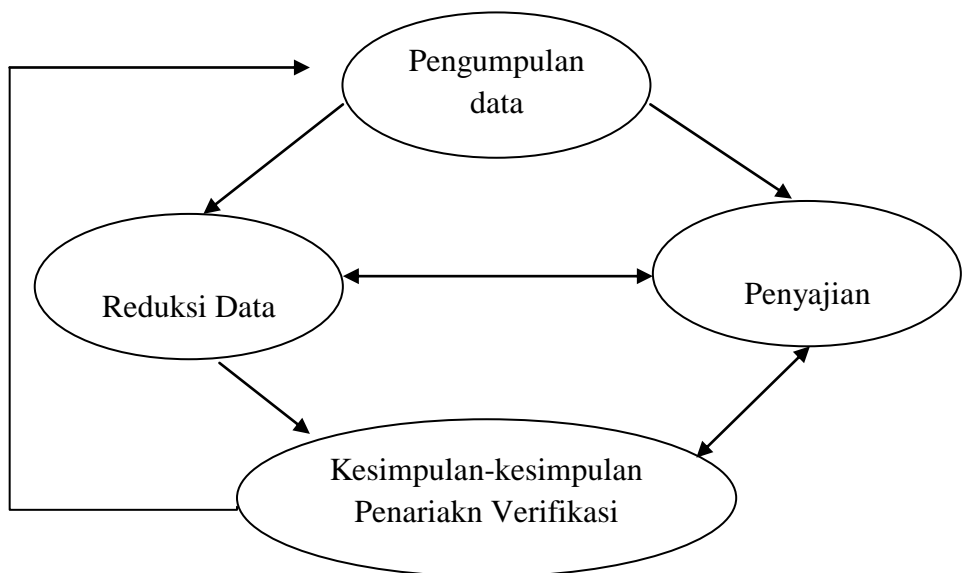 Pengumpulan
data
Reduksi Data
Penyajian
Kesimpulan-kesimpulan
Penariakn Verifikasi